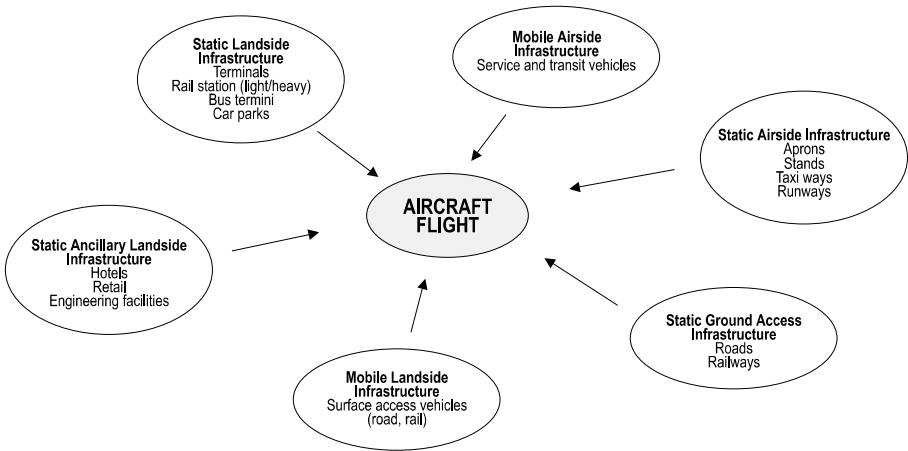 Static Landside
Infrastructure
Terminals
Rail station (light/heavy)
Bus termini
Car parks
Mobile Airside
Infrastructure
Service and transit vehicles
Static Airside Infrastructure
Aprons
Stands
Taxi ways
Runways
AIRCRAFT
FLIGHT
Static Ancillary Landside
Infrastructure
Hotels
Retail
Engineering facilities
Static Ground Access
Infrastructure
Roads
Railways
Mobile Landside
Infrastructure
Surface access vehicles
(road, rail)